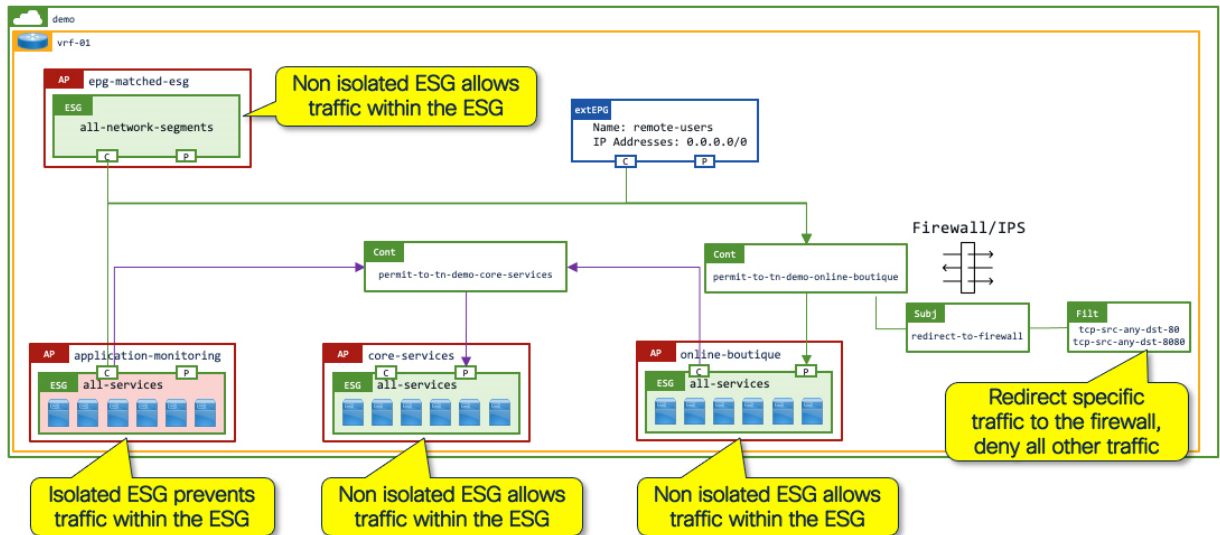 demo
vrf-01
AP epg-matched-esg
ESG
all-network-segments
C P
Non isolated ESG allows
traffic within the ESG
extEPG
Name: remote-users
IP Addresses: 0.0.0.0/0
C P
Firewall/IPS
Cont
permit-to-tn-demo-core-services
Cont
permit-to-tn-demo-online-boutique
Subj
redirect-to-firewall
Filt
tcp-src-any-dst-80
tcp-src-any-dst-8080
AP application-monitoring
C P
ESG all-services
AP core-services
C P
ESG all-services
AP online-boutique
C P
ESG all-services
Redirect specific
traffic to the firewall,
deny all other traffic
Isolated ESG prevents
traffic within the ESG
Non isolated ESG allows
traffic within the ESG
Non isolated ESG allows
traffic within the ESG